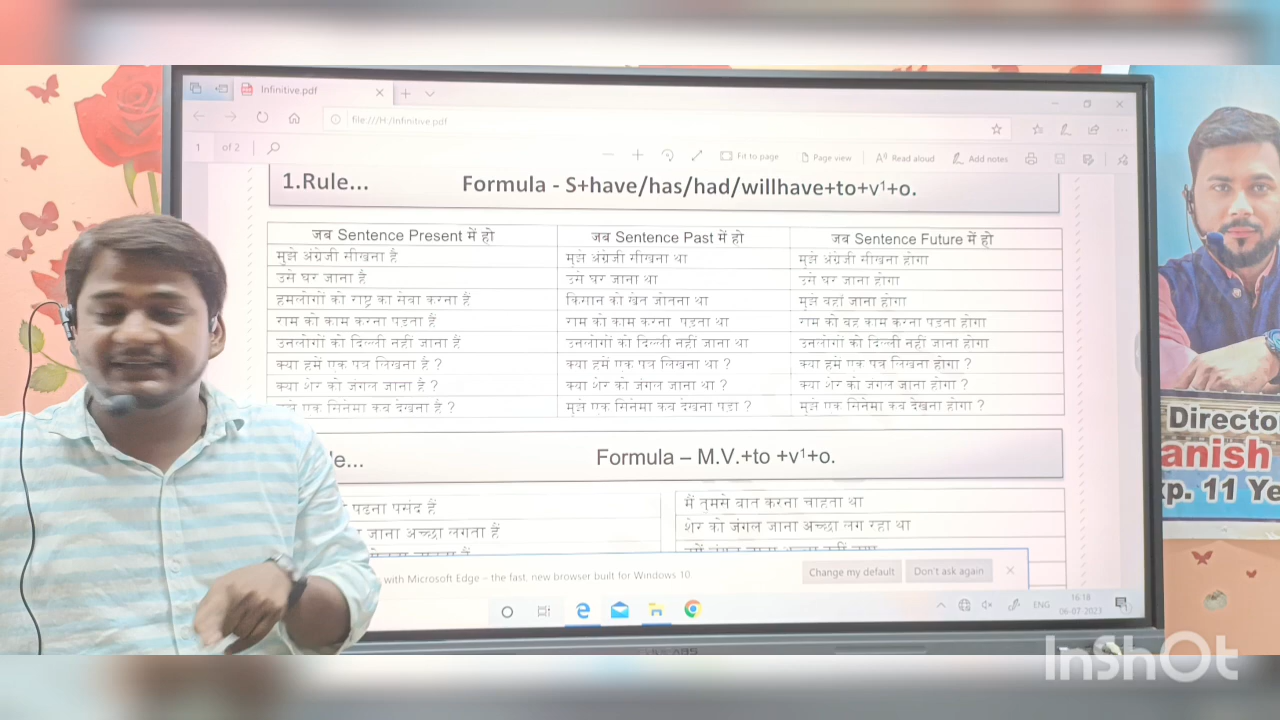 Infinitive.pdf
file:///H:/Infinitive.pdf
1 of 2 Fit to page Page view Read aloud Add notes
1.Rule... Formula - S+have/has/had/willhave+to+v¹+o.
जब Sentence Present में हो जब Sentence Past में हो जब Sentence Future में हो
मुझे अंग्रेजी सीखना है मुझे अंग्रेजी सीखना था मुझे अंग्रेजी सीखना होगा
उसे घर जाना है उसे घर जाना था उसे घर जाना होगा
हमलोगों को राष्ट्र का सेवा करना हैं किसान को खेत जोतना था मुझे वहां जाना होगा
राम को काम करना पड़ता हैं राम को काम करना पड़ता था राम को वह काम करना पड़ता होगा
उनलोगों को दिल्ली नहीं जाना हैं उनलोगों को दिल्ली नहीं जाना था उनलोगों को दिल्ली नहीं जाना होगा
क्या हमें एक पत्र लिखना है ? क्या हमें एक पत्र लिखना था ? क्या हमें एक पत्र लिखना होगा ?
क्या शेर को जंगल जाना है ? क्या शेर को जंगल जाना था ? क्या शेर को जंगल जाना होगा ?
एक सिनेमा कब देखना है ? मुझे एक सिनेमा कब देखना पड़ा ? मुझे एक सिनेमा कब देखना होगा ?
e... Formula – M.V.+to +v¹+o.
पढना पसंद हैं मैं तुमसे बात करना चाहता था
जाना अच्छा लगता हैं शेर को जंगल जाना अच्छा लग रहा था
with Microsoft Edge – the fast, new browser built for Windows 10 Change my default Don't ask again
ENG 16:18
06-07-2023
Directo
anish
xp. 11 Ye
InShOt